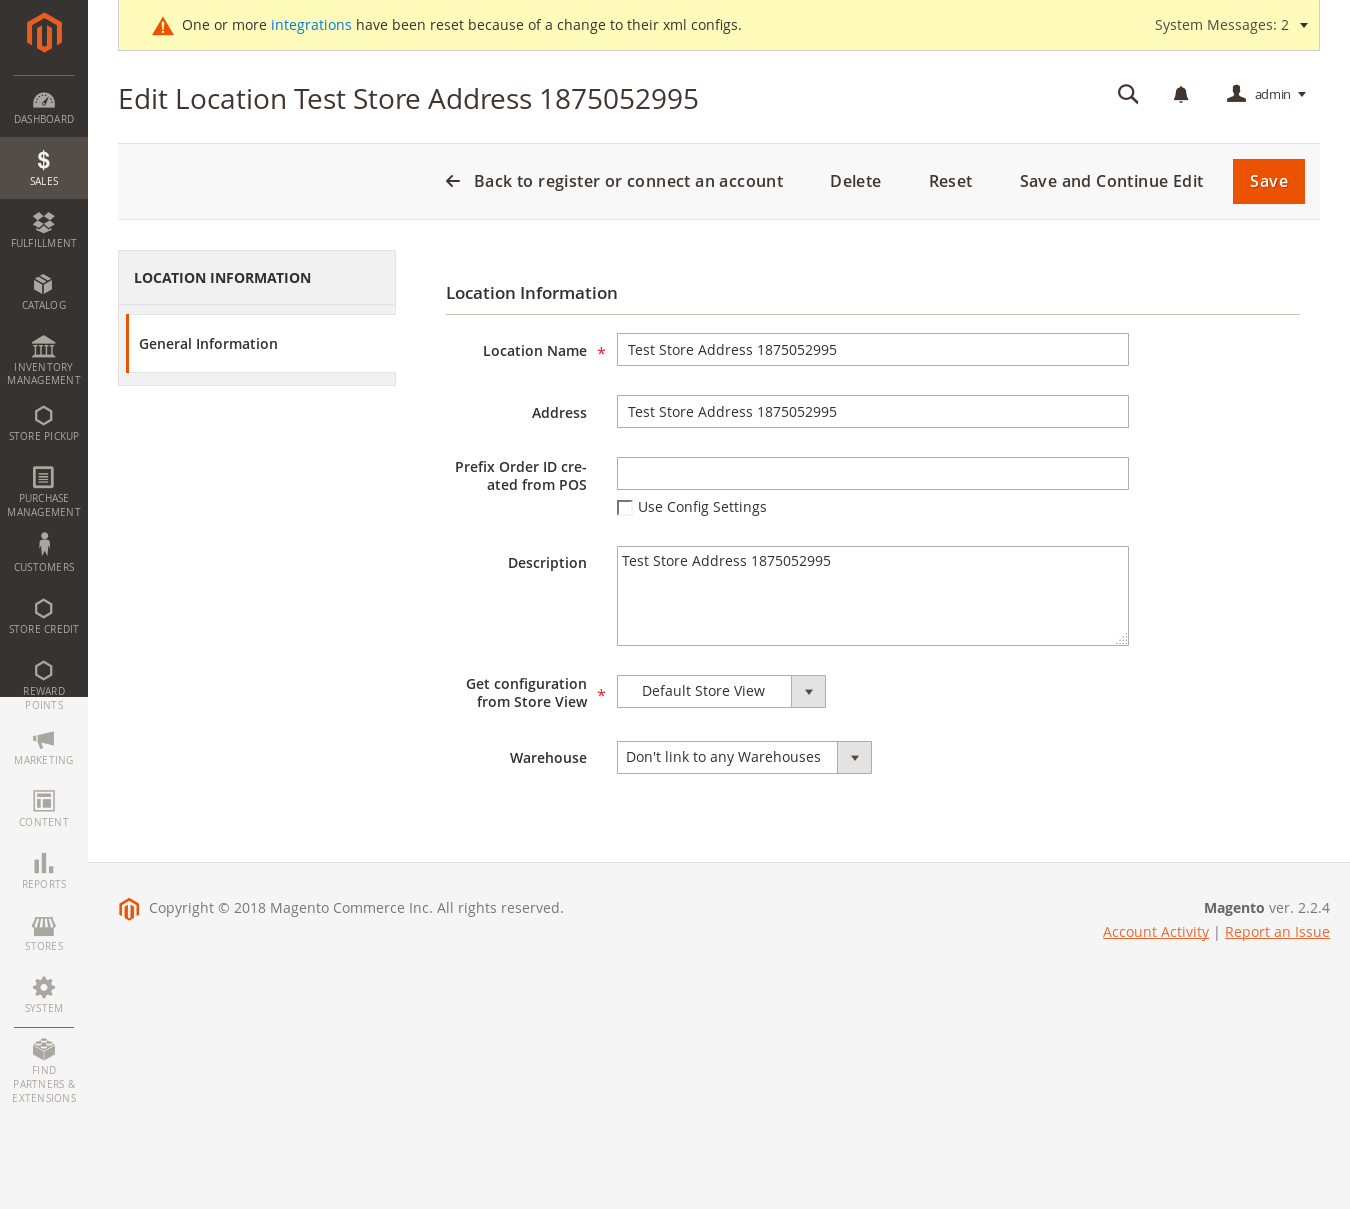 One or more integrations have been reset because of a change to their xml configs.
System Messages: 2
Edit Location Test Store Address 1875052995
admin
Back to register or connect an account
Delete
Reset
Save and Continue Edit
Save
DASHBOARD
SALES
FULFILLMENT
CATALOG
INVENTORY
MANAGEMENT
STORE PICKUP
PURCHASE
MANAGEMENT
CUSTOMERS
STORE CREDIT
REWARD
POINTS
MARKETING
CONTENT
REPORTS
STORES
SYSTEM
FIND
PARTNERS &
EXTENSIONS
LOCATION INFORMATION
General Information
Location Information
Location Name *
Test Store Address 1875052995
Address
Test Store Address 1875052995
Prefix Order ID cre-
ated from POS
Use Config Settings
Description
Test Store Address 1875052995
Get configuration
from Store View *
Default Store View
Warehouse
Don't link to any Warehouses
Copyright © 2018 Magento Commerce Inc. All rights reserved.
Magento ver. 2.2.4
Account Activity | Report an Issue